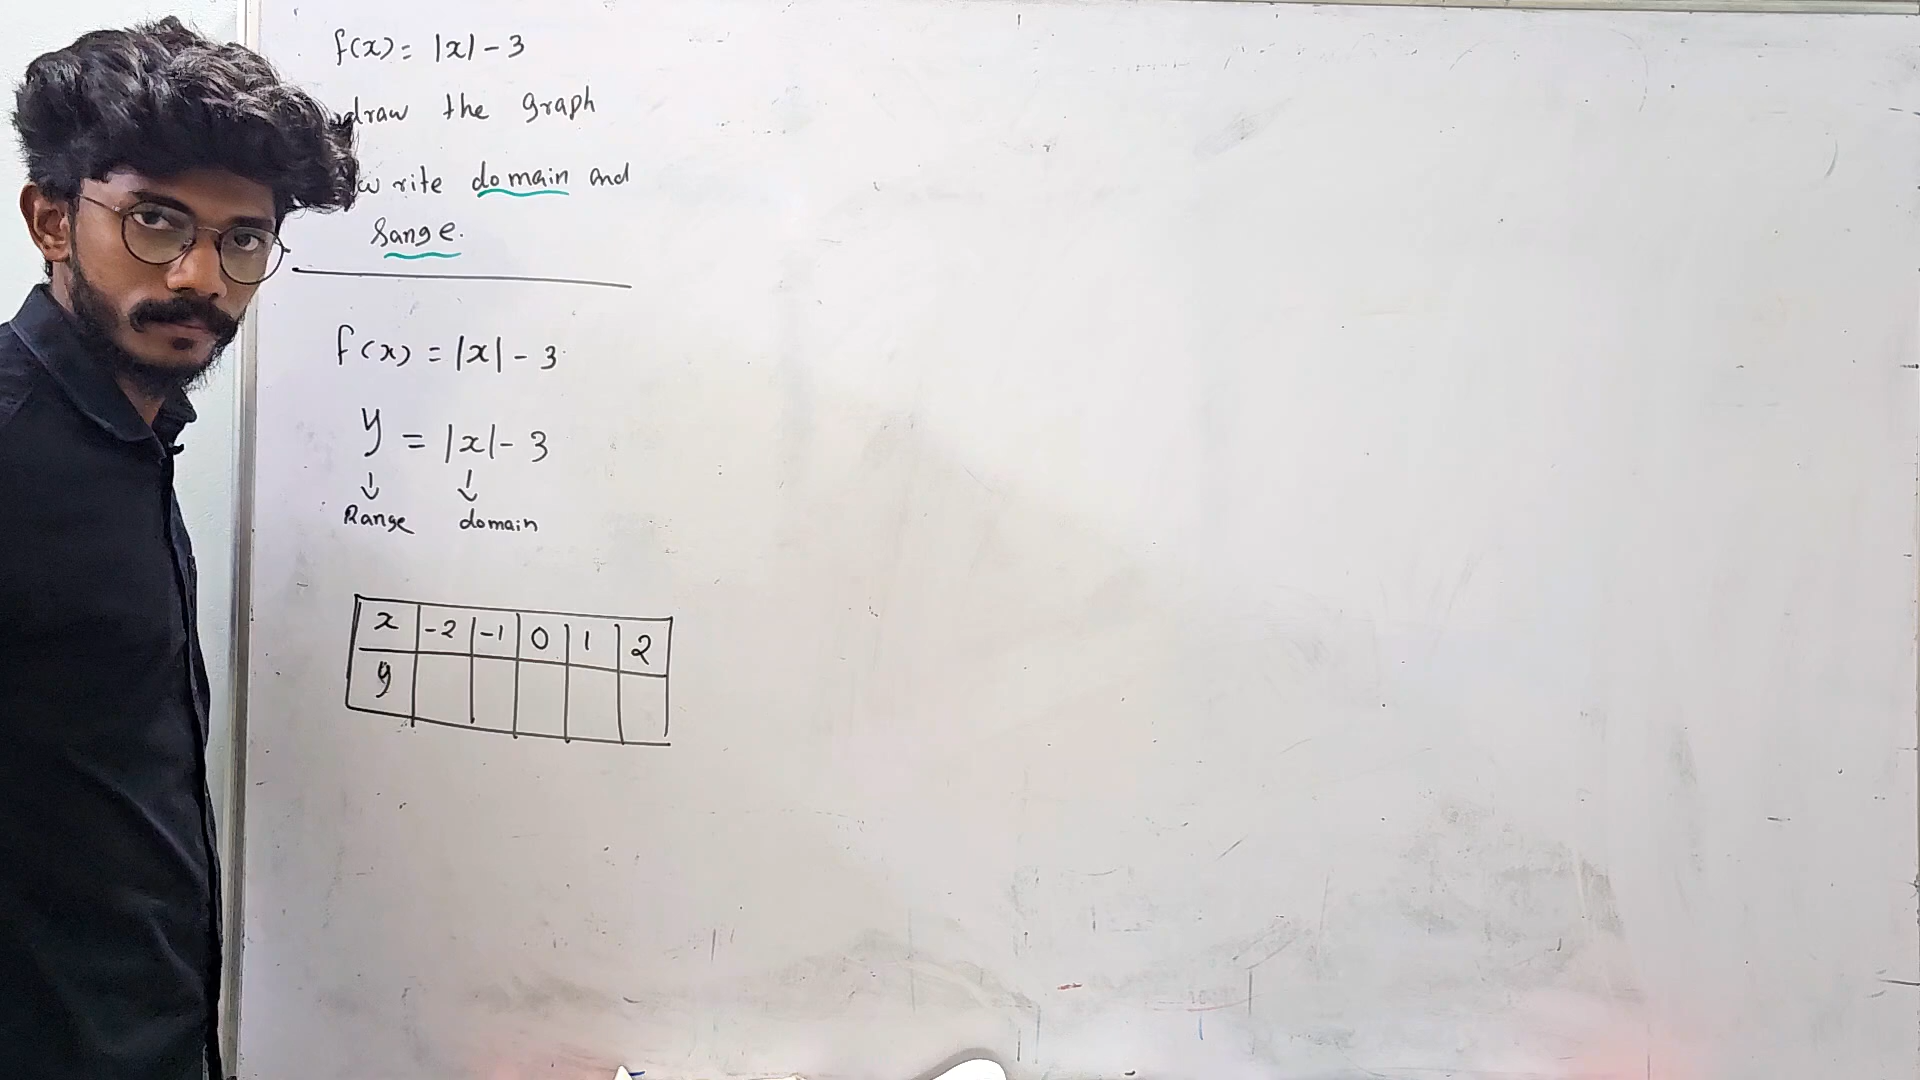 f(x) = |x| - 3
draw the graph
write domain and
Range.
f(x) = |x| - 3
y = |x| - 3
Range domain
x -2 -1 0 1 2
y